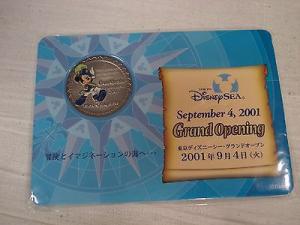 TOKYO
DISNEYSEA
September 4, 2001
Grand Opening
東京ディズニーシー・グランドオープン
2001年9月4日(火)
冒険とイマジネーションの海へ…